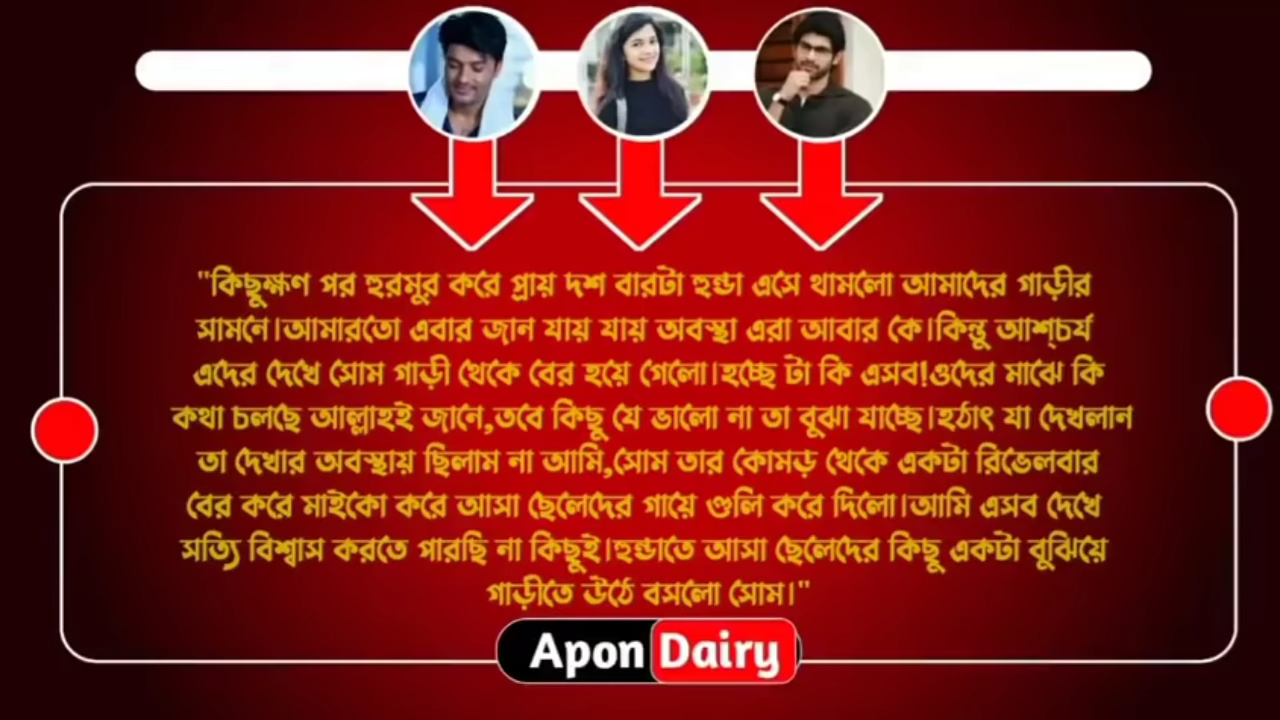 "কিছুক্ষণ পর হুরমুর করে প্রায় দশ বারটা হুন্ডা এসে থামলো আমাদের গাড়ীর
সামনে।আমারতো এবার জান যায় যায় অবস্থা এরা আবার কে।কিন্তু আশ্চর্য
এদের দেখে সোম গাড়ী থেকে বের হয়ে গেলো।হচ্ছে টা কি এসব!ওদের মাঝে কি
কথা চলছে আল্লাহই জানে,তবে কিছু যে ভালো না তা বুঝা যাচ্ছে।হঠাৎ যা দেখলান
তা দেখার অবস্থায় ছিলাম না আমি,সোম তার কোমড় থেকে একটা রিভেলবার
বের করে মাইকো করে আসা ছেলেদের গায়ে গুলি করে দিলো।আমি এসব দেখে
সত্যি বিশ্বাস করতে পারছি না কিছুই।হুন্ডাতে আসা ছেলেদের কিছু একটা বুঝিয়ে
গাড়ীতে উঠে বসলো সোম।"
Apon Dairy